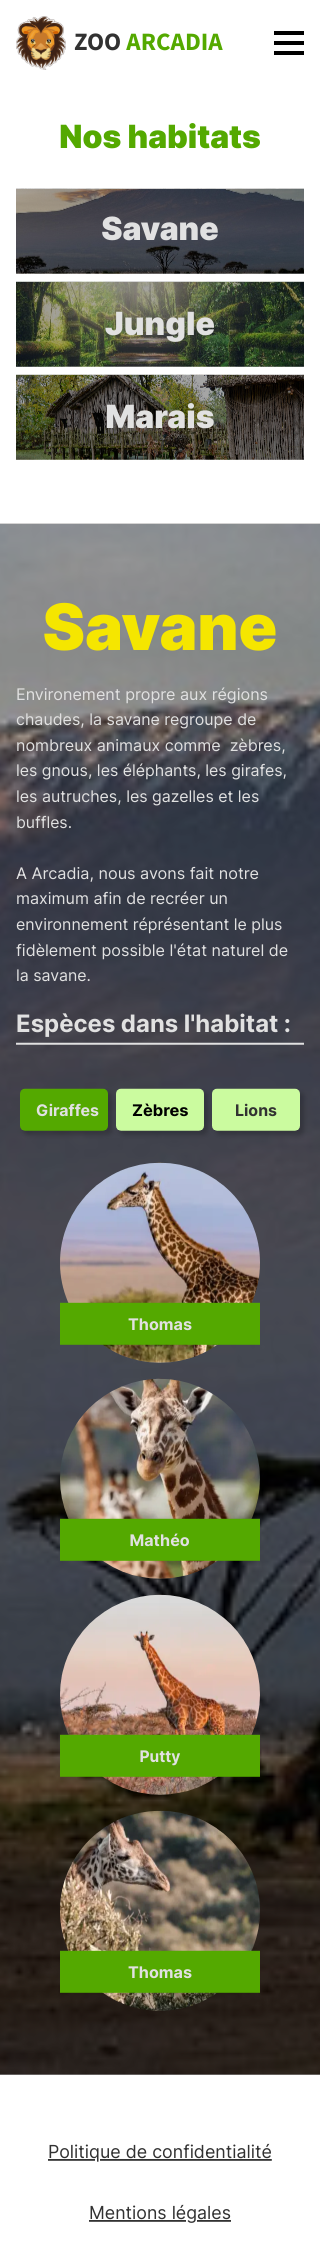 ZOO ARCADIA
Nos habitats
Savane
Jungle
Marais
Savane
Environement propre aux régions
chaudes, la savane regroupe de
nombreux animaux comme  zèbres,
les gnous, les éléphants, les girafes,
les autruches, les gazelles et les
buffles.
A Arcadia, nous avons fait notre
maximum afin de recréer un
environnement réprésentant le plus
fidèlement possible l'état naturel de
la savane.
Espèces dans l'habitat :
Giraffes Zèbres Lions
Thomas
Mathéo
Putty
Thomas
Politique de confidentialité
Mentions légales